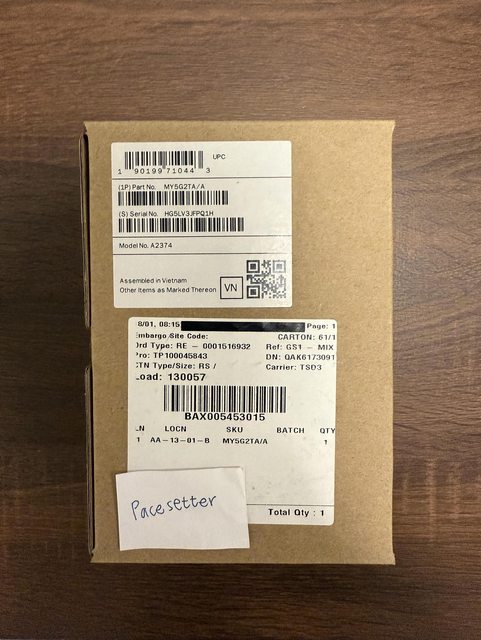 UPC
1 90199 71044 3
(1P) Part No. MY5G2TA/A
(S) Serial No. HG5LV3JFPQ1H
Model No. A2374
Assembled in Vietnam
Other Items as Marked Thereon
VN
8/01, 08:15 Page: 1
Embargo/Site Code: CARTON: 61/1
Ord Type: RE - 0001516932 Ref: GS1 - MIX
Pro: TP100045843 DN: QAK6173091
CTN Type/Size: RS / Carrier: TSD3
Load: 130057
BAX005453015
LN LOCN SKU BATCH QTY
1 AA-13-01-B MY5G2TA/A 1
Pacesetter
Total Qty : 1